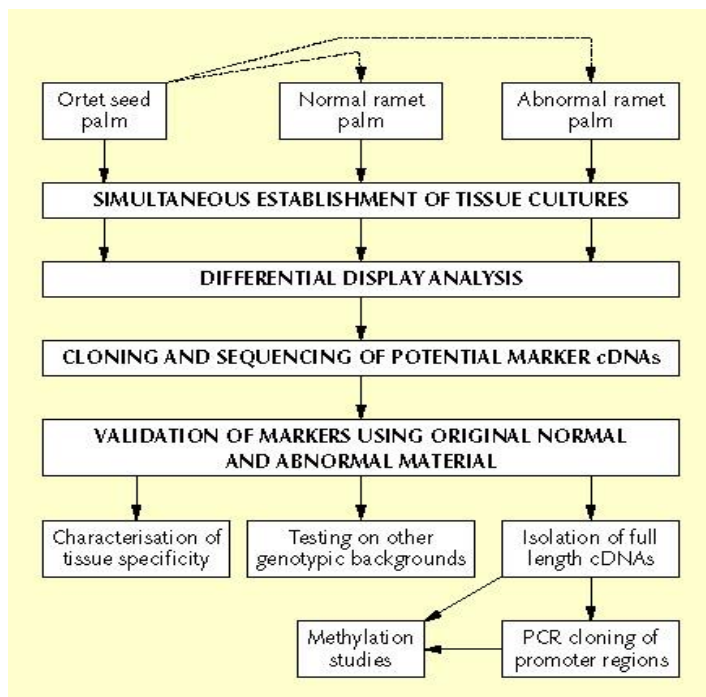 Ortet seed
palm
Normal ramet
palm
Abnormal ramet
palm
SIMULTANEOUS ESTABLISHMENT OF TISSUE CULTURES
DIFFERENTIAL DISPLAY ANALYSIS
CLONING AND SEQUENCING OF POTENTIAL MARKER cDNAs
VALIDATION OF MARKERS USING ORIGINAL NORMAL
AND ABNORMAL MATERIAL
Characterisation of
tissue specificity
Testing on other
genotypic backgrounds
Isolation of full
length cDNAs
Methylation
studies
PCR cloning of
promoter regions